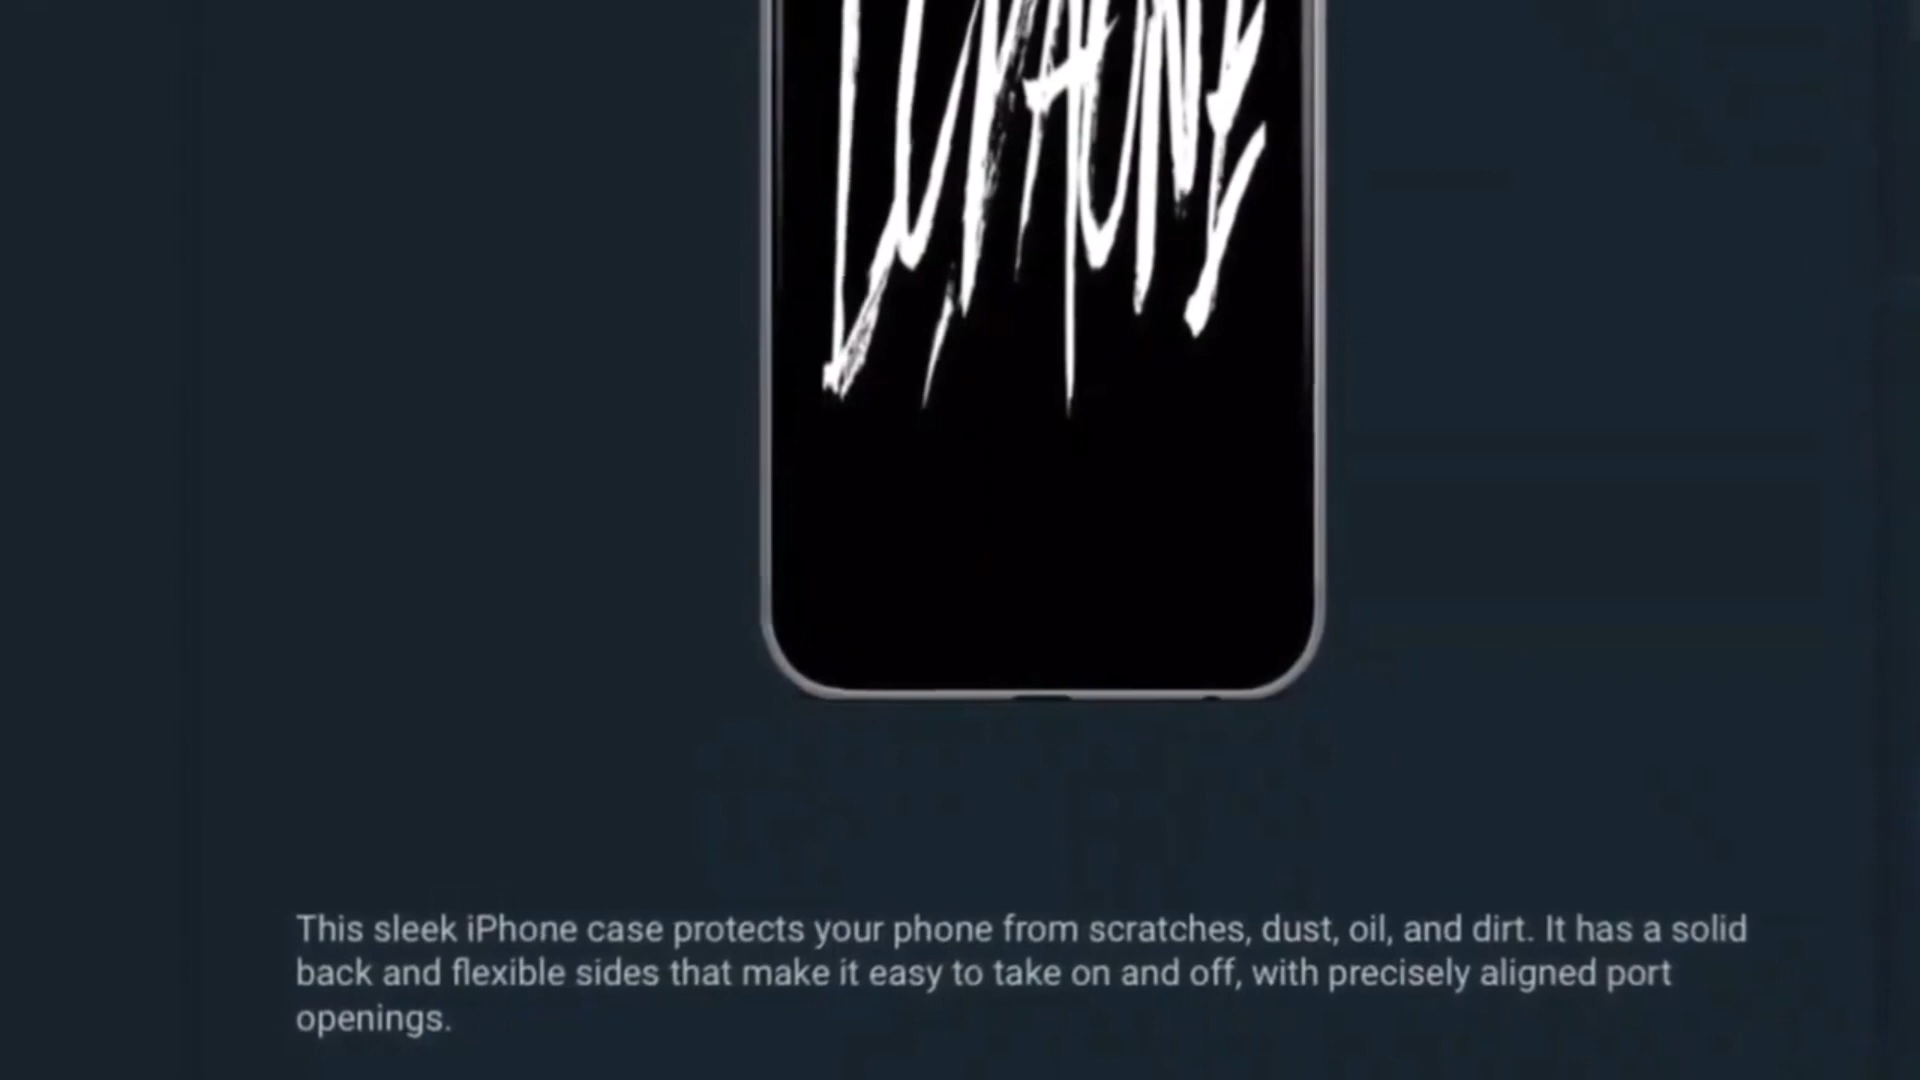 This sleek iPhone case protects your phone from scratches, dust, oil, and dirt. It has a solid
back and flexible sides that make it easy to take on and off, with precisely aligned port
openings.